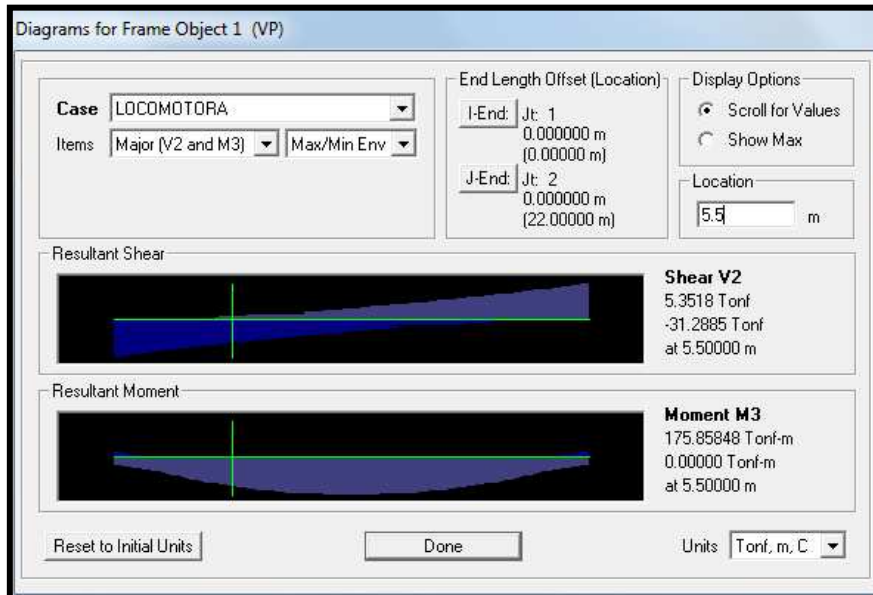 Diagrams for Frame Object 1 (VP)
Case LOCOMOTORA
Items Major (V2 and M3) Max/Min Env
End Length Offset (Location)
I-End: Jt: 1
0.000000 m
(0.00000 m)
J-End: Jt: 2
0.000000 m
(22.00000 m)
Display Options
Scroll for Values
Show Max
Location
5.5 m
Resultant Shear
Shear V2
5.3518 Tonf
-31.2885 Tonf
at 5.50000 m
Resultant Moment
Moment M3
175.85848 Tonf-m
0.00000 Tonf-m
at 5.50000 m
Reset to Initial Units Done Units Tonf, m, C